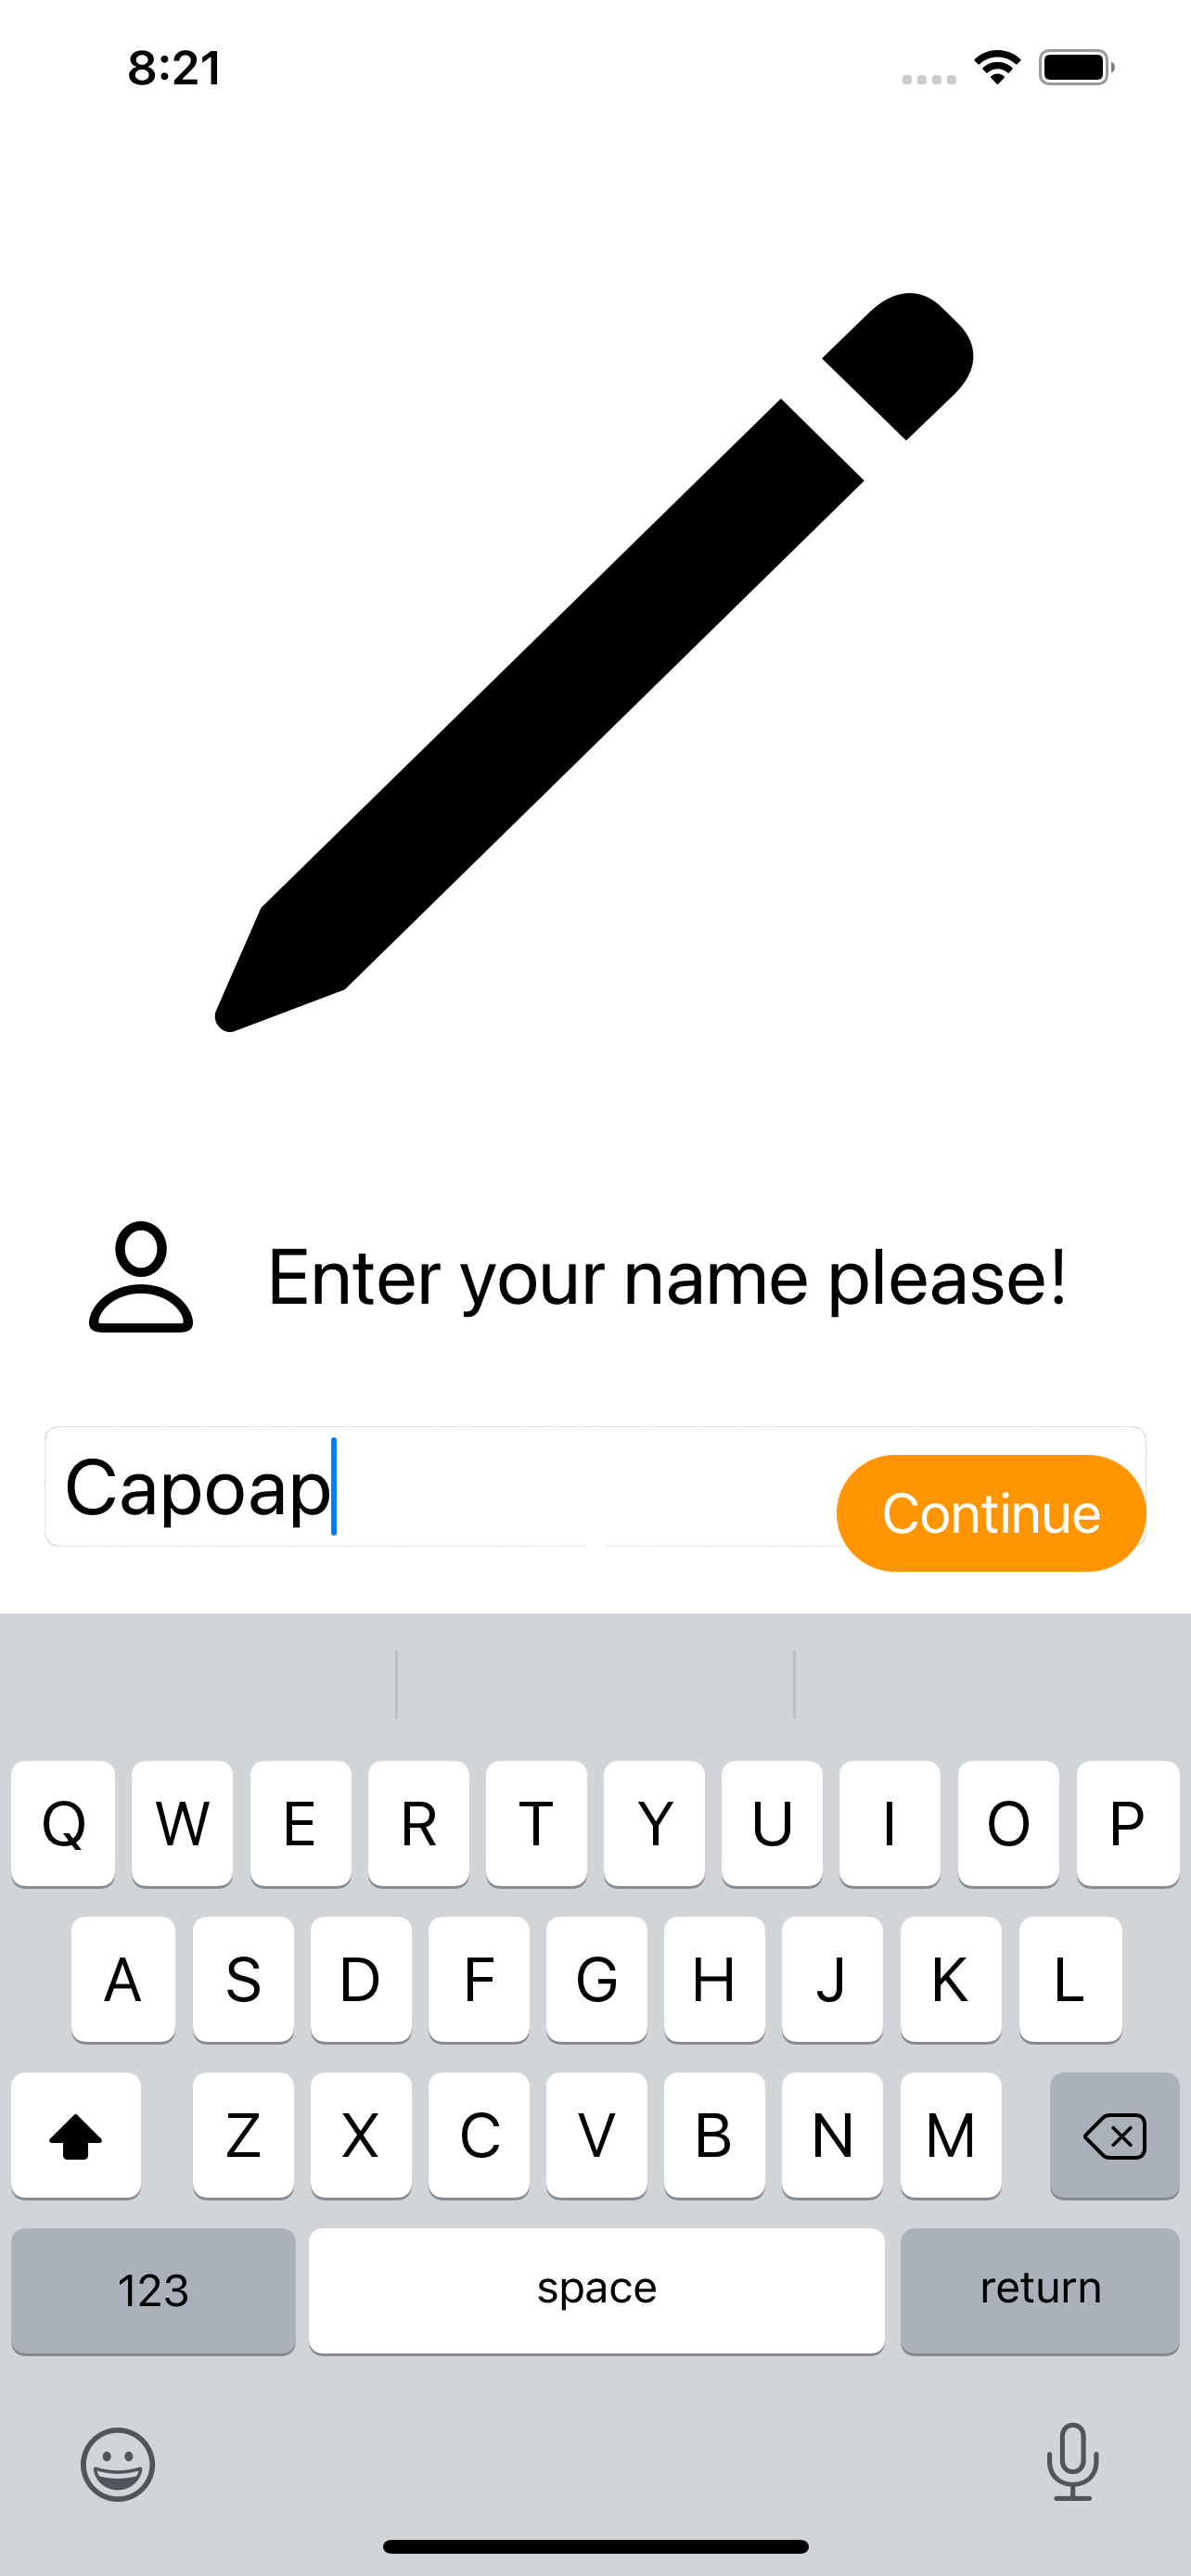 8:21
Enter your name please!
Capoap
Continue
Q W E R T Y U I O P
A S D F G H J K L
Z X C V B N M
123 space return